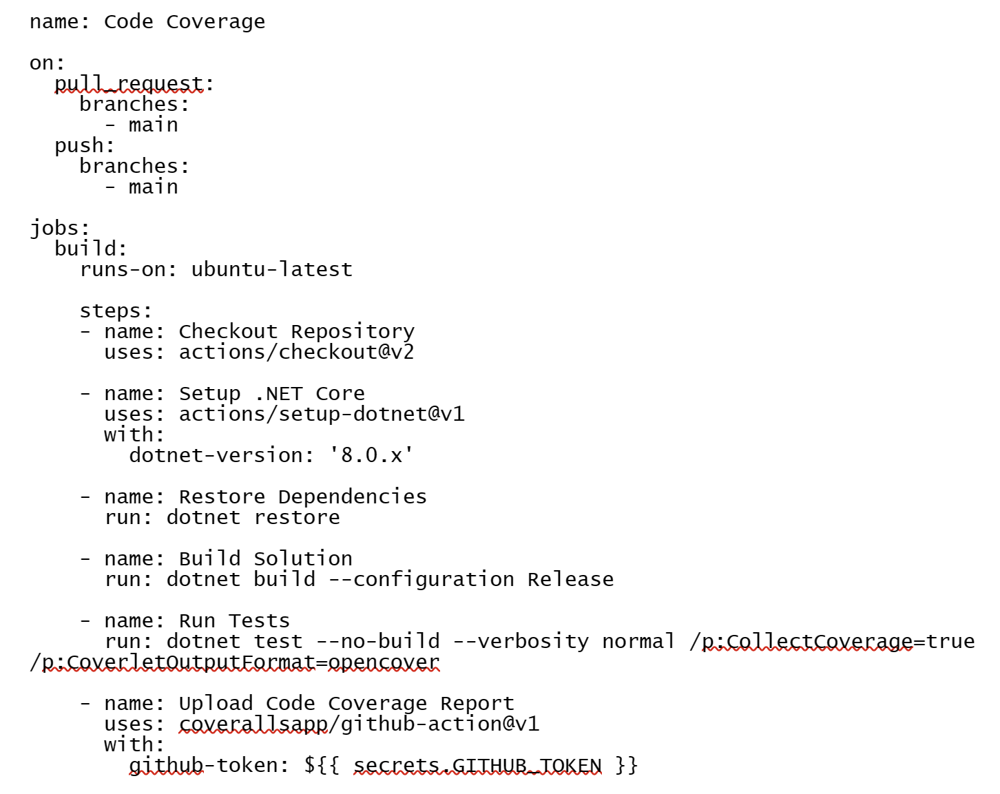 name: Code Coverage

on:
  pull_request:
    branches:
      - main
  push:
    branches:
      - main

jobs:
  build:
    runs-on: ubuntu-latest

    steps:
    - name: Checkout Repository
      uses: actions/checkout@v2

    - name: Setup .NET Core
      uses: actions/setup-dotnet@v1
      with:
        dotnet-version: '8.0.x'

    - name: Restore Dependencies
      run: dotnet restore

    - name: Build Solution
      run: dotnet build --configuration Release

    - name: Run Tests
      run: dotnet test --no-build --verbosity normal /p:CollectCoverage=true
/p:CoverletOutputFormat=opencover

    - name: Upload Code Coverage Report
      uses: coverallsapp/github-action@v1
      with:
        github-token: ${{ secrets.GITHUB_TOKEN }}